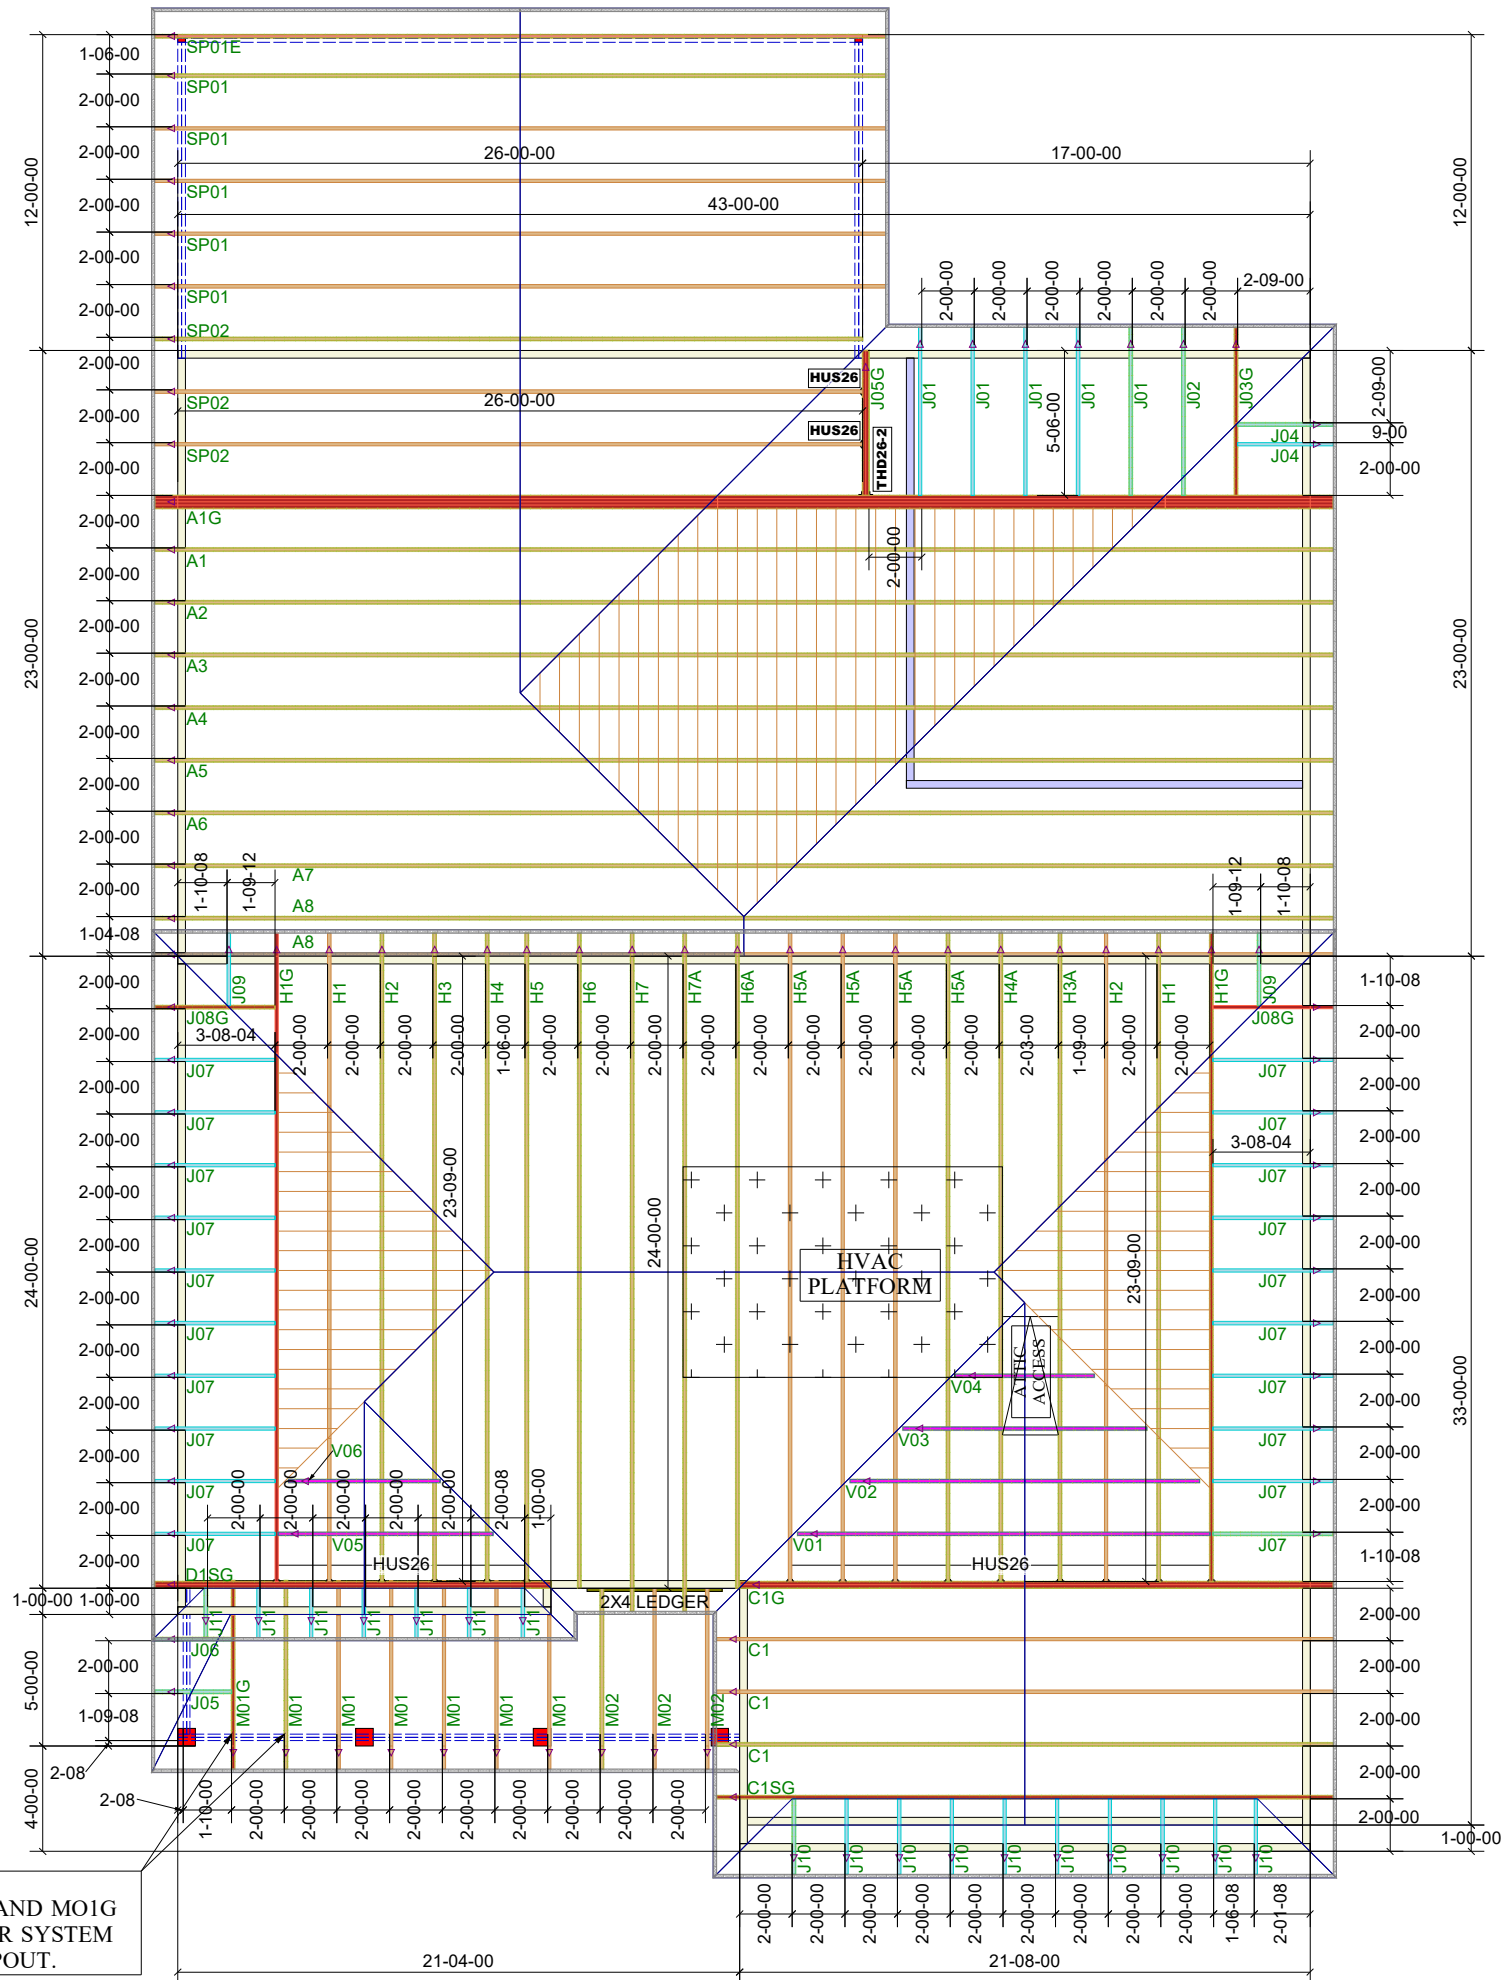 1-06-00
SP01E
2-00-00
SP01
2-00-00
SP01
12-00-00
26-00-00
17-00-00
12-00-00
2-00-00
SP01
43-00-00
2-00-00
SP01
2-00-00
SP01
2-00-00
2-00-00
2-00-00
2-00-00
2-00-00
2-00-00
2-09-00
SP02
2-00-00
HUS26
J05G
J01
J01
J01
J01
J01
J02
J03G
2-09-00
2-00-00
SP02
26-00-00
HUS26
THD26-2
5-06-00
J04
9-00
2-00-00
SP02
J04
2-00-00
2-00-00
A1G
2-00-00
A1
2-00-00
2-00-00
A2
23-00-00
2-00-00
A3
23-00-00
2-00-00
A4
2-00-00
A5
2-00-00
A6
1-10-08
1-09-12
A7
1-09-12
1-10-08
2-00-00
A8
1-04-08
A8
2-00-00
J09
H1G
H1
H2
H3
H4
H5
H6
H7
H7A
H6A
H5A
H5A
H5A
H5A
H4A
H3A
H2
H1
H1G
J09
1-10-08
J08G
J08G
3-08-04
2-00-00
2-00-00
2-00-00
2-00-00
1-06-00
2-00-00
2-00-00
2-00-00
2-00-00
2-00-00
2-00-00
2-00-00
2-00-00
2-03-00
1-09-00
2-00-00
2-00-00
2-00-00
2-00-00
J07
J07
2-00-00
2-00-00
J07
J07
2-00-00
3-08-04
2-00-00
J07
J07
23-09-00
2-00-00
2-00-00
J07
J07
24-00-00
24-00-00
HVAC
PLATFORM
23-09-00
2-00-00
2-00-00
J07
J07
2-00-00
2-00-00
J07
J07
ATTIC
ACCESS
2-00-00
2-00-00
J07
V04
J07
33-00-00
2-00-00
2-00-00
J07
V06
V03
J07
2-00-00
2-00-00
J07
V02
J07
2-00-00
2-00-00
2-00-00
2-00-00
2-00-00
2-00-00
2-00-08
1-00-00
2-00-00
J07
V05
V01
J07
2-00-00
HUS26
HUS26
1-10-08
D1SG
1-00-00
1-00-00
2X4 LEDGER
C1G
2-00-00
J11
J11
J11
J11
J11
J11
J11
J06
C1
5-00-00
2-00-00
2-00-00
J05
M01G
M01
M01
M01
M01
M01
M01
M02
M02
M02
C1
1-09-08
2-00-00
C1
2-08
2-00-00
C1SG
2-08
4-00-00
1-10-00
2-00-00
2-00-00
2-00-00
2-00-00
2-00-00
2-00-00
2-00-00
2-00-00
2-00-00
2-00-00
1-00-00
J10
J10
J10
J10
J10
J10
J10
J10
J10
J10
AND MO1G
R SYSTEM
POUT.
2-00-00
2-00-00
2-00-00
2-00-00
2-00-00
2-00-00
2-00-00
2-00-00
2-00-00
1-06-08
2-01-08
21-04-00
21-08-00